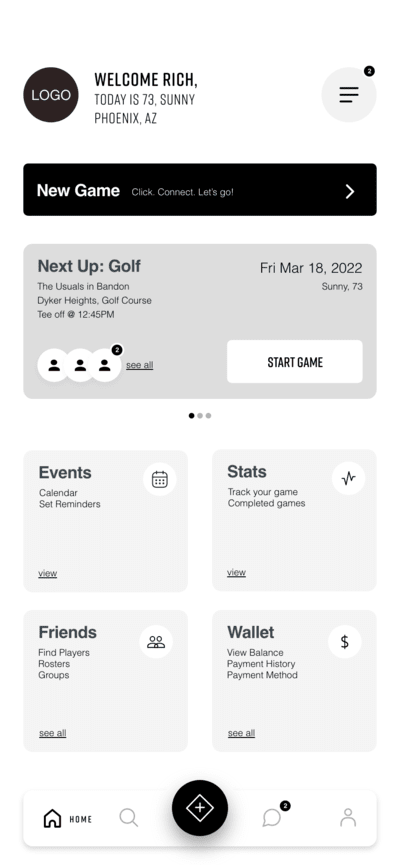 LOGO
WELCOME RICH,
TODAY IS 73, SUNNY
PHOENIX, AZ
2
New Game Click. Connect. Let's go!
Next Up: Golf
The Usuals in Bandon
Dyker Heights, Golf Course
Tee off @ 12:45PM
Fri Mar 18, 2022
Sunny, 73
2
see all
START GAME
Events
Calendar
Set Reminders
view
Stats
Track your game
Completed games
view
Friends
Find Players
Rosters
Groups
see all
Wallet
View Balance
Payment History
Payment Method
$
see all
HOME
2